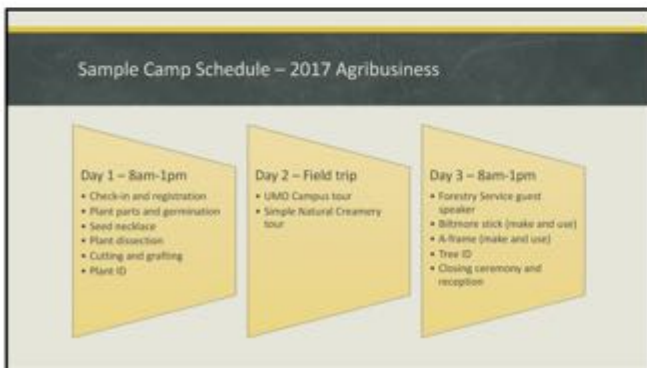 Sample Camp Schedule – 2017 Agribusiness
Day 1 – 8am-1pm
• Check-in and registration
• Plant parts and germination
• Seed necklace
• Plant dissection
• Cutting and grafting
• Plant ID
Day 2 – Field trip
• UMO Campus tour
• Simple Natural Creamery
tour
Day 3 – 8am-1pm
• Forestry Service guest
speaker
• Biltmore stick (make and use)
• A-frame (make and use)
• Tree ID
• Closing ceremony and
reception